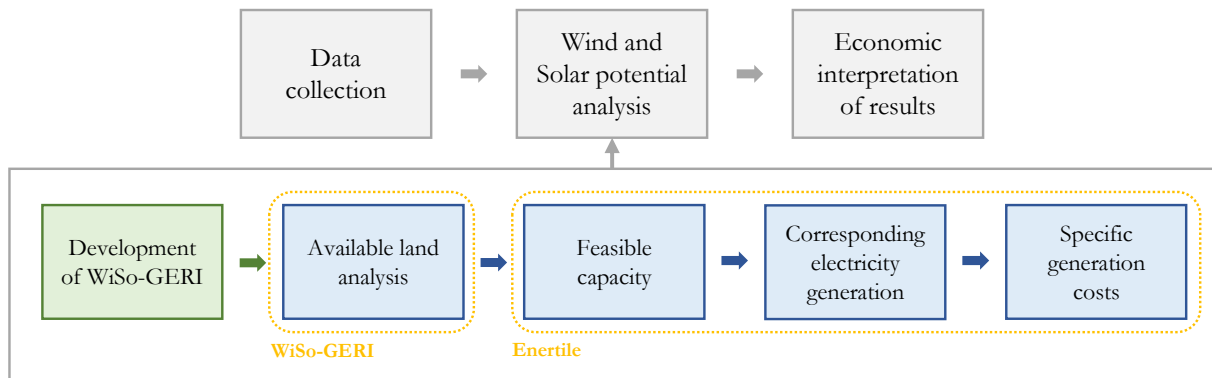 Data
collection
Wind and
Solar potential
analysis
Economic
interpretation
of results
Development
of WiSo-GERI
Available land
analysis
Feasible
capacity
Corresponding
electricity
generation
Specific
generation
costs
WiSo-GERI
Enertile